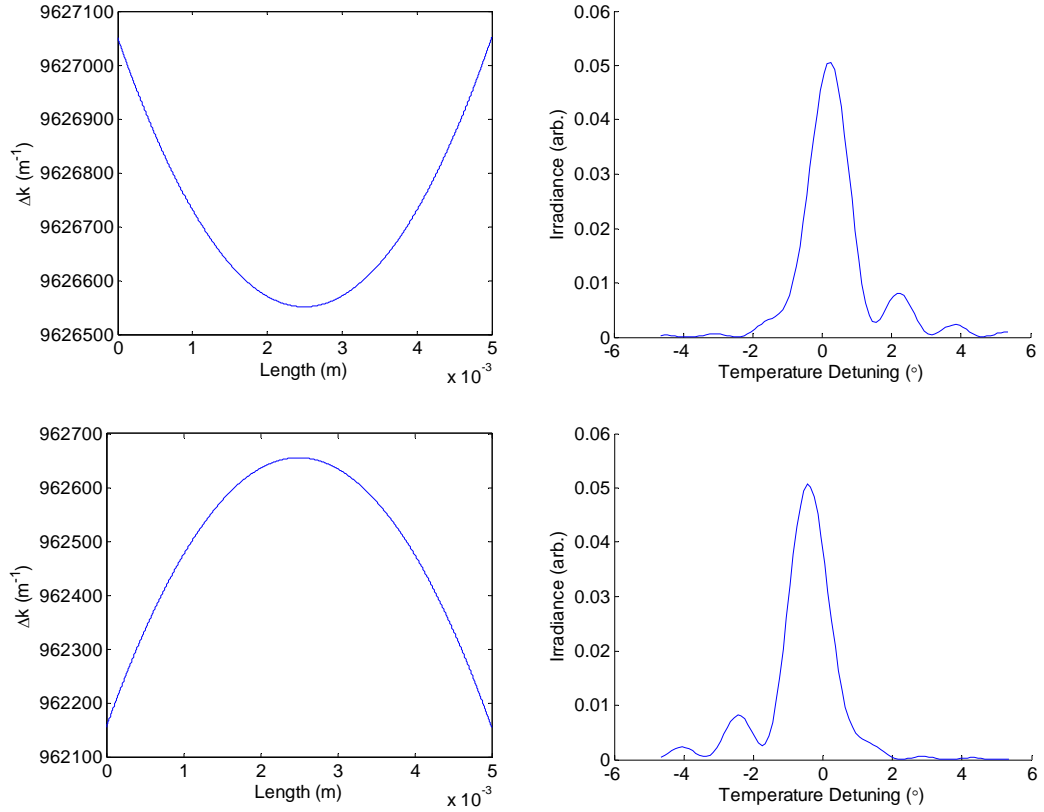 9627100
9627000
9626900
9626800
9626700
9626600
9626500
Δk (m-1)
0 1 2 3 4 5
Length (m)
x 10-3
0.06
0.05
0.04
0.03
0.02
0.01
0
Irradiance (arb.)
-6 -4 -2 0 2 4 6
Temperature Detuning (°)
962700
962600
962500
962400
962300
962200
962100
Δk (m-1)
0 1 2 3 4 5
Length (m)
x 10-3
0.06
0.05
0.04
0.03
0.02
0.01
0
Irradiance (arb.)
-6 -4 -2 0 2 4 6
Temperature Detuning (°)